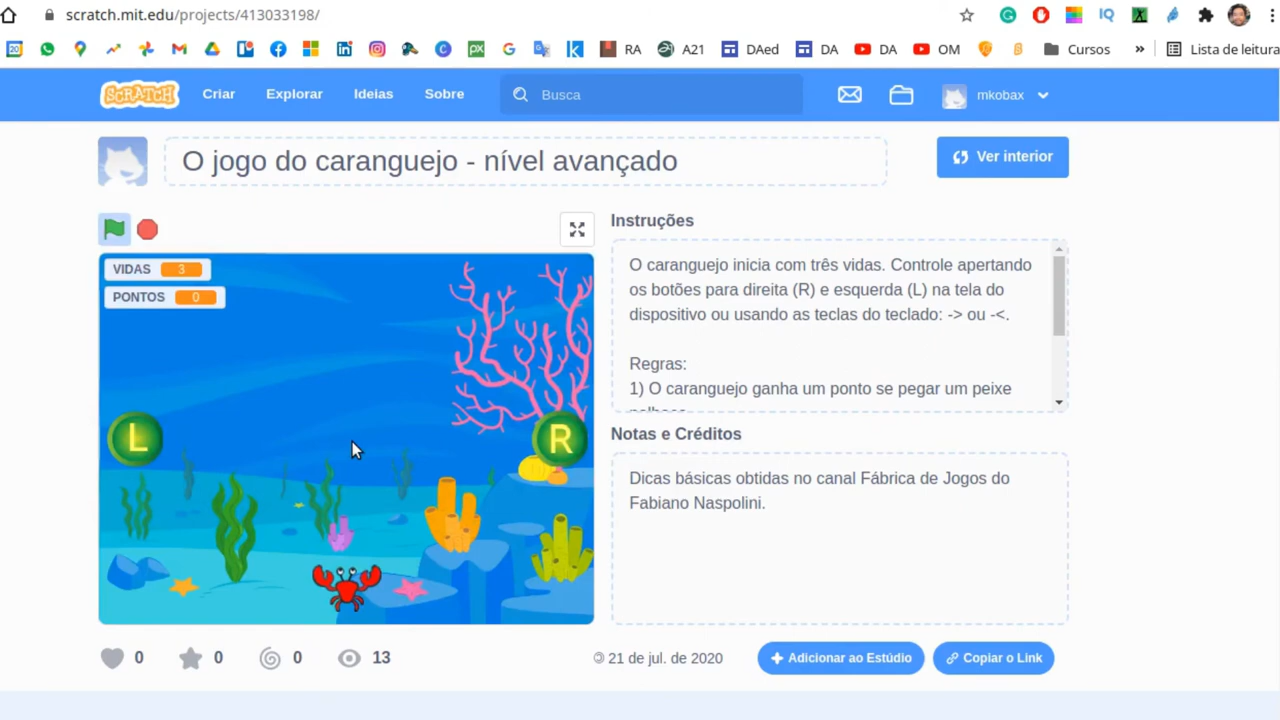 scratch.mit.edu/projects/413033198/
20 RA A21 DAed DA DA OM Cursos » Lista de leitura
SCRATCH Criar Explorar Ideias Sobre Busca mkobax
O jogo do caranguejo - nível avançado
Ver interior
Instruções
VIDAS 3
PONTOS 0
L
R
O caranguejo inicia com três vidas. Controle apertando
os botões para direita (R) e esquerda (L) na tela do
dispositivo ou usando as teclas do teclado: -> ou -<.
Regras:
1) O caranguejo ganha um ponto se pegar um peixe
Notas e Créditos
Dicas básicas obtidas no canal Fábrica de Jogos do
Fabiano Naspolini.
0 0 0 13
21 de jul. de 2020
Adicionar ao Estúdio
Copiar o Link